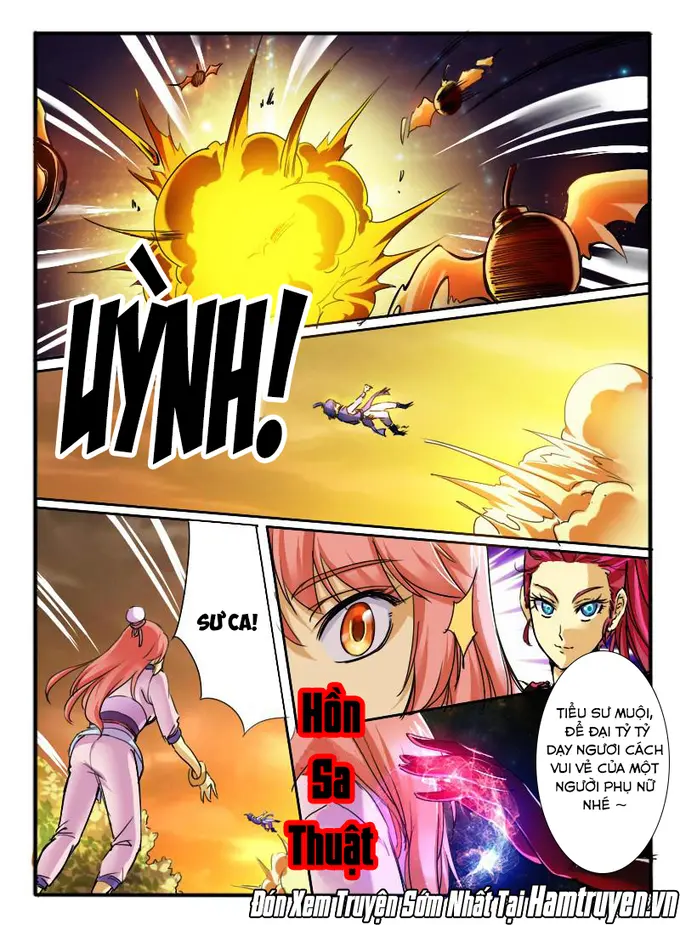 UỲNH!
SƯ CA!
Hồn
Sa
Thuật
TIỂU SƯ MUỘI,
ĐỂ ĐẠI TỶ TỶ
DẠY NGƯƠI CÁCH
VUI VẺ CỦA MỘT
NGƯỜI PHỤ NỮ
NHÉ ~
Đón Xem Truyện Sớm Nhất Tại Hamtruyen.vn